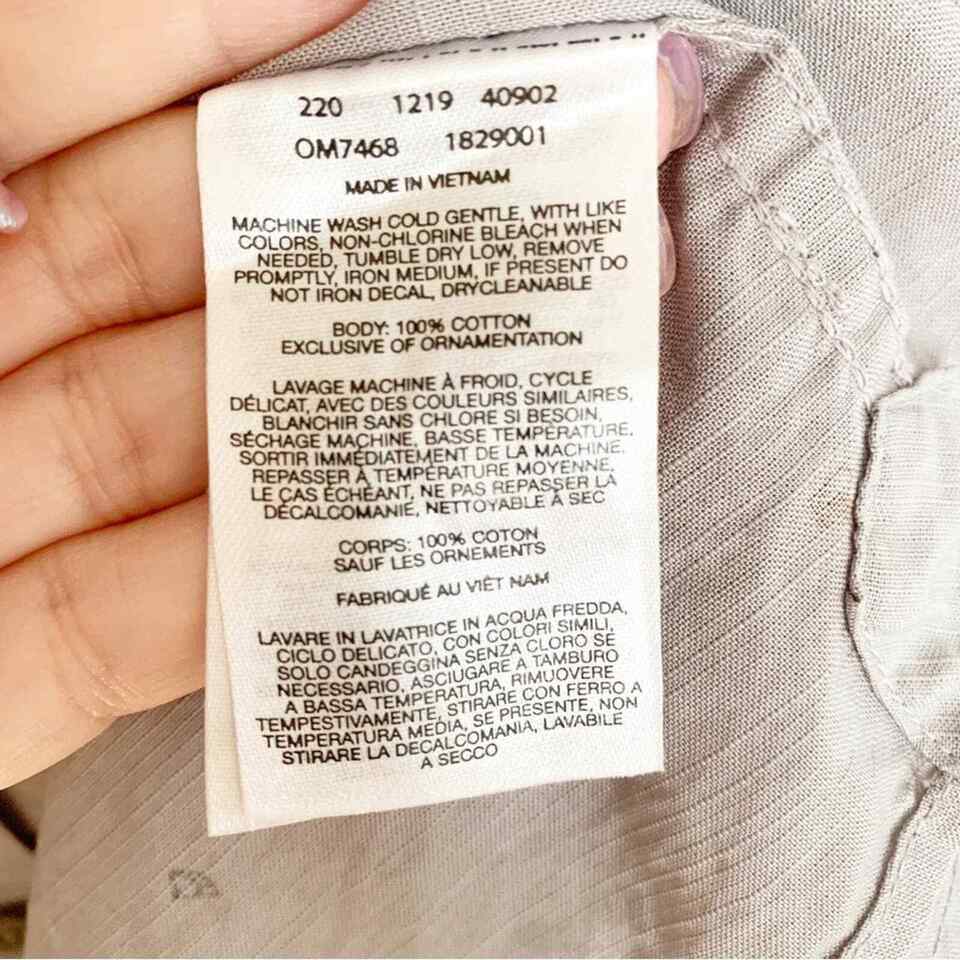 220 1219 40902
OM7468 1829001
MADE IN VIETNAM
MACHINE WASH COLD GENTLE, WITH LIKE
COLORS, NON-CHLORINE BLEACH WHEN
NEEDED, TUMBLE DRY LOW, REMOVE
PROMPTLY, IRON MEDIUM, IF PRESENT DO
NOT IRON DECAL, DRYCLEANABLE
BODY: 100% COTTON
EXCLUSIVE OF ORNAMENTATION
LAVAGE MACHINE À FROID, CYCLE
DÉLICAT, AVEC DES COULEURS SIMILAIRES,
BLANCHIR SANS CHLORE SI BESOIN,
SÉCHAGE MACHINE, BASSE TEMPÉRATURE,
SORTIR IMMÉDIATEMENT DE LA MACHINE,
REPASSER À TEMPÉRATURE MOYENNE,
LE CAS ÉCHÉANT, NE PAS REPASSER LA
DÉCALCOMANIE, NETTOYABLE À SEC
CORPS: 100% COTON
SAUF LES ORNEMENTS
FABRIQUÉ AU VIÊT NAM
LAVARE IN LAVATRICE IN ACQUA FREDDA,
CICLO DELICATO, CON COLORI SIMILI,
SOLO CANDEGGINA SENZA CLORO SE
NECESSARIO, ASCIUGARE A TAMBURO
A BASSA TEMPERATURA, RIMUOVERE
TEMPESTIVAMENTE, STIRARE CON FERRO A
TEMPERATURA MEDIA, SE PRESENTE, NON
STIRARE LA DECALCOMANIA, LAVABILE
A SECCO